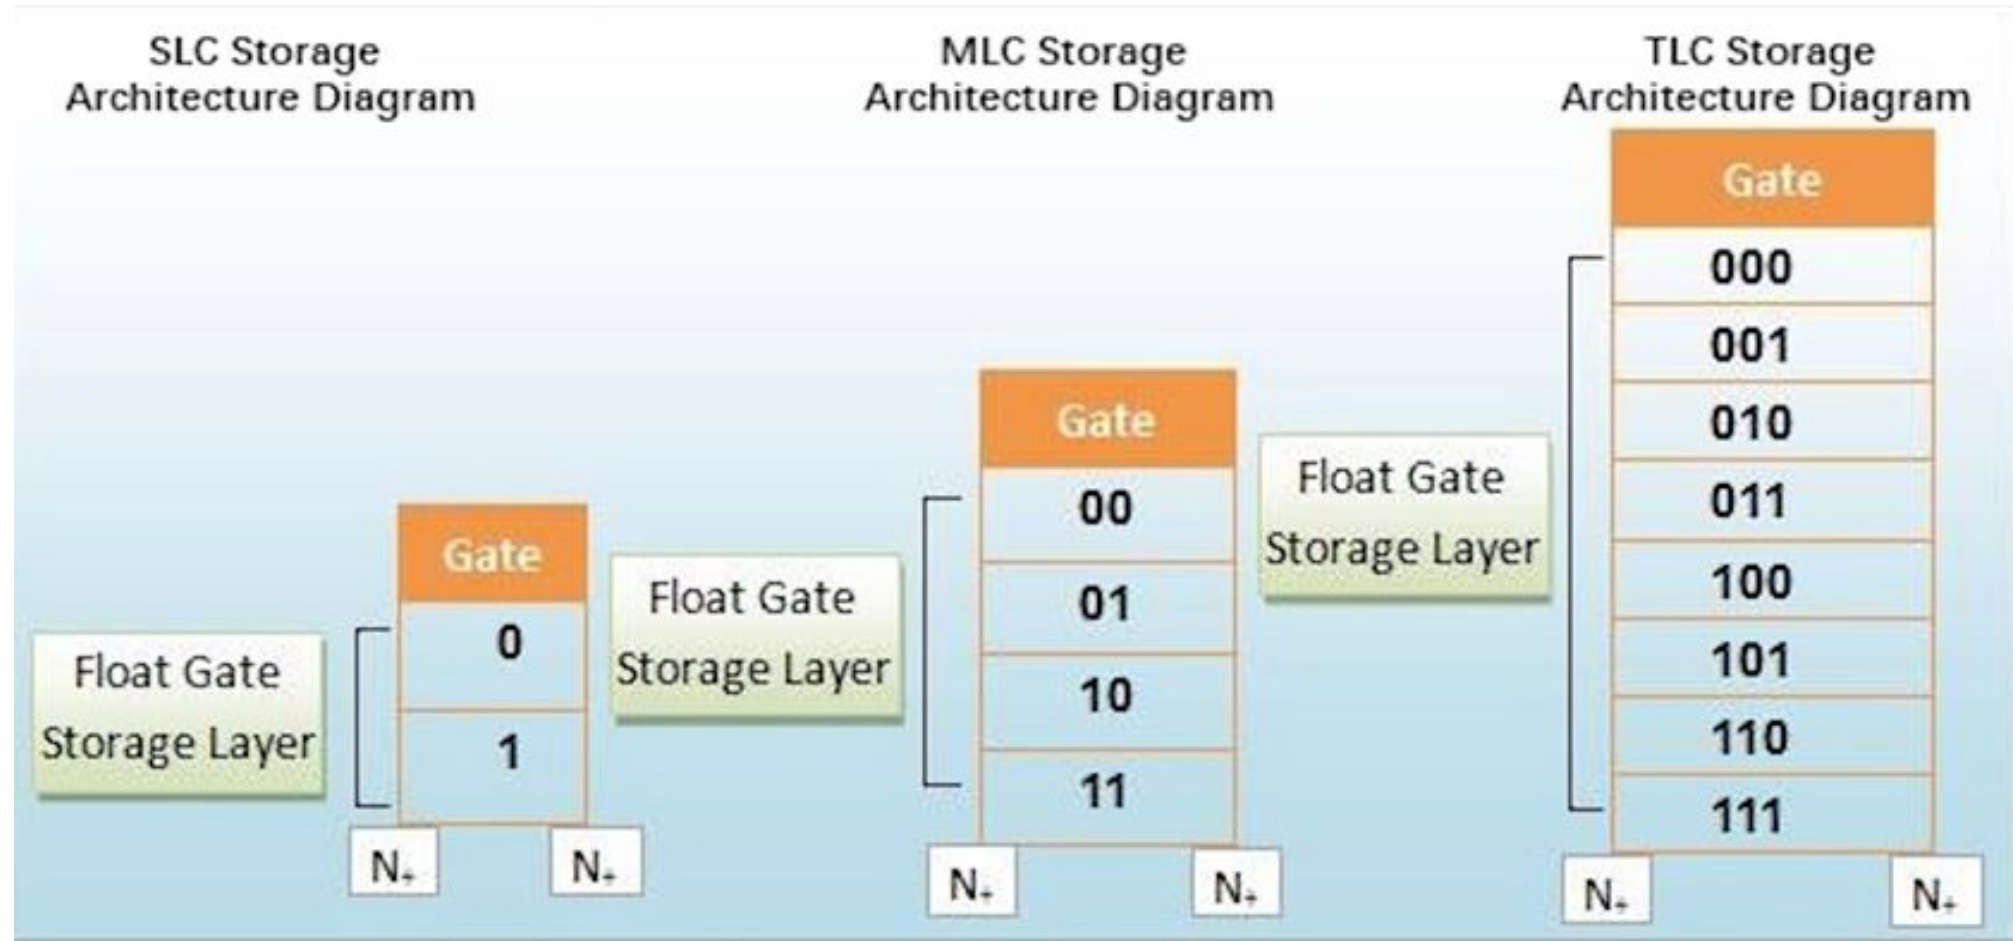 SLC Storage
Architecture Diagram
Gate
0
1
Float Gate
Storage Layer
N+
N+
MLC Storage
Architecture Diagram
Gate
00
01
10
11
Float Gate
Storage Layer
N+
N+
TLC Storage
Architecture Diagram
Gate
000
001
010
011
100
101
110
111
Float Gate
Storage Layer
N+
N+